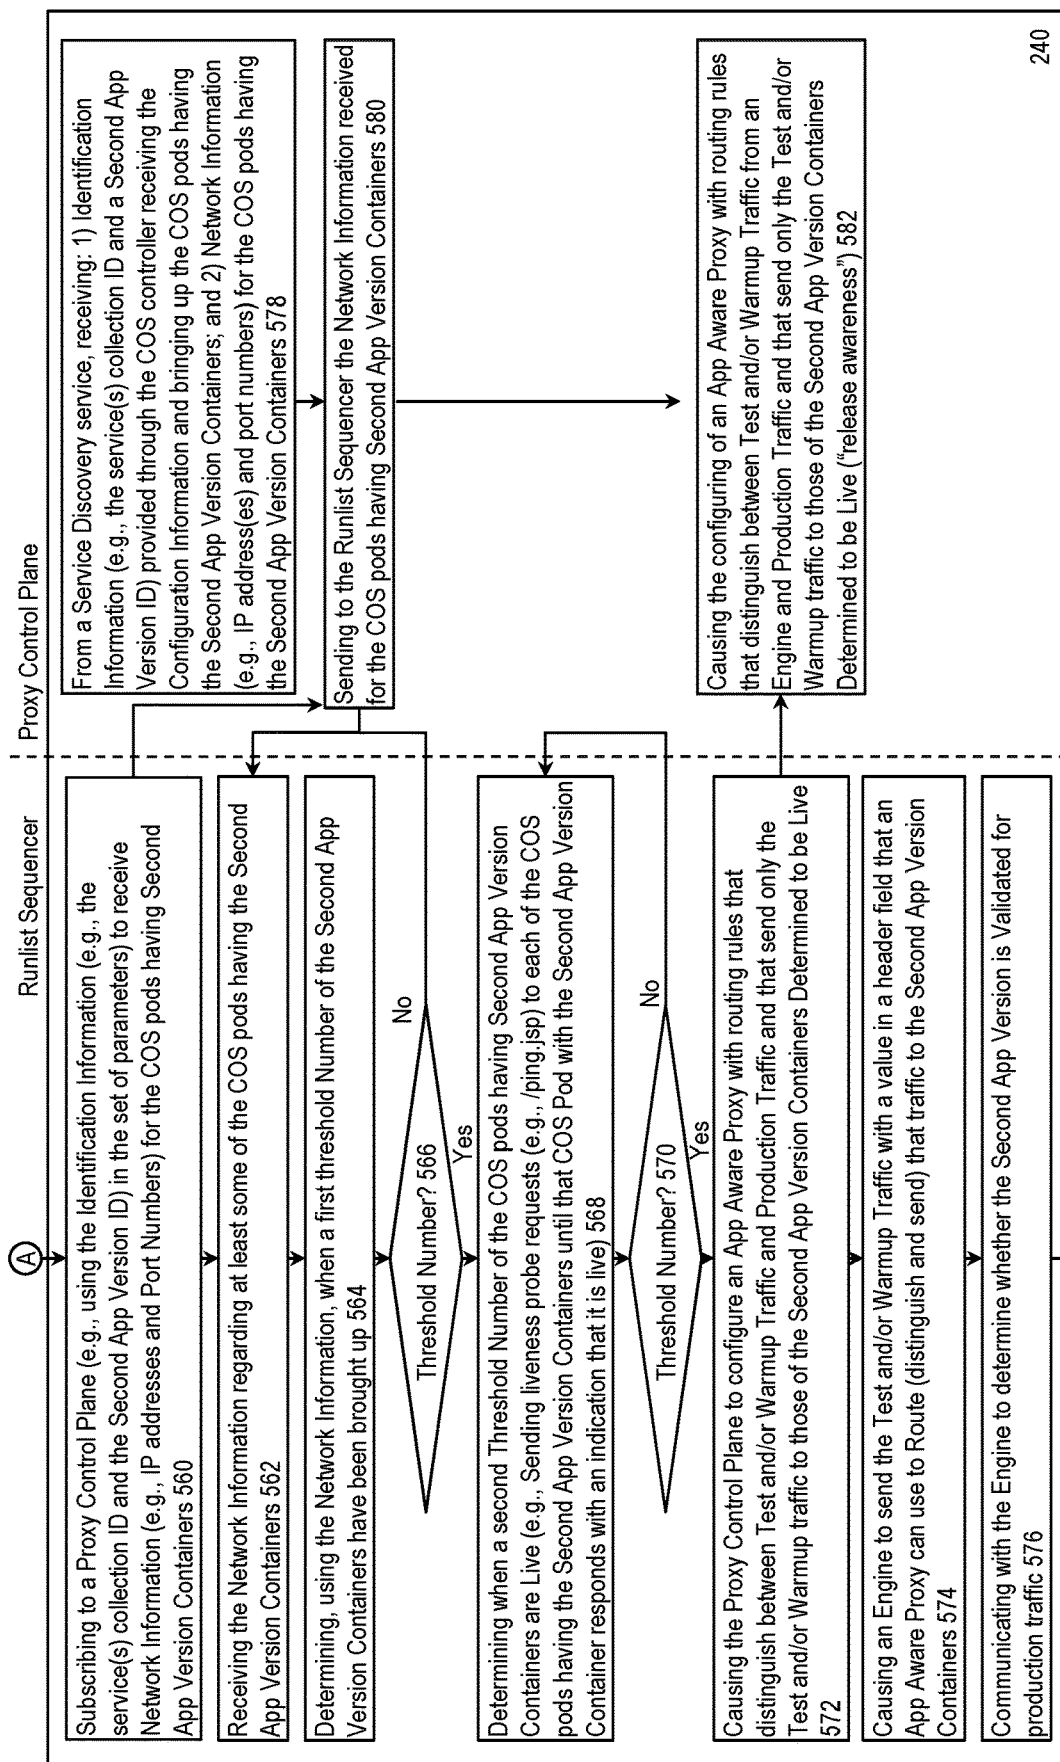 Runlist Sequencer
Proxy Control Plane
A
Subscribing to a Proxy Control Plane (e.g., using the Identification Information (e.g., the
service(s) collection ID and the Second App Version ID) in the set of parameters) to receive
Network Information (e.g., IP addresses and Port Numbers) for the COS pods having Second
App Version Containers 560
Receiving the Network Information regarding at least some of the COS pods having the Second
App Version Containers 562
Determining, using the Network Information, when a first threshold Number of the Second App
Version Containers have been brought up 564
Threshold Number? 566
No
Yes
Determining when a second Threshold Number of the COS pods having Second App Version
Containers are Live (e.g., Sending liveness probe requests (e.g., /ping.jsp) to each of the COS
pods having the Second App Version Containers until that COS Pod with the Second App Version
Container responds with an indication that it is live) 568
Threshold Number? 570
No
Yes
Causing the Proxy Control Plane to configure an App Aware Proxy with routing rules that
distinguish between Test and/or Warmup Traffic and Production Traffic and that send only the
Test and/or Warmup traffic to those of the Second App Version Containers Determined to be Live
572
Causing an Engine to send the Test and/or Warmup Traffic with a value in a header field that an
App Aware Proxy can use to Route (distinguish and send) that traffic to the Second App Version
Containers 574
Communicating with the Engine to determine whether the Second App Version is Validated for
production traffic 576
From a Service Discovery service, receiving: 1) Identification
Information (e.g., the service(s) collection ID and a Second App
Version ID) provided through the COS controller receiving the
Configuration Information and bringing up the COS pods having
the Second App Version Containers; and 2) Network Information
(e.g., IP address(es) and port numbers) for the COS pods having
the Second App Version Containers 578
Sending to the Runlist Sequencer the Network Information received
for the COS pods having Second App Version Containers 580
Causing the configuring of an App Aware Proxy with routing rules
that distinguish between Test and/or Warmup Traffic from an
Engine and Production Traffic and that send only the Test and/or
Warmup traffic to those of the Second App Version Containers
Determined to be Live (“release awareness”) 582
240